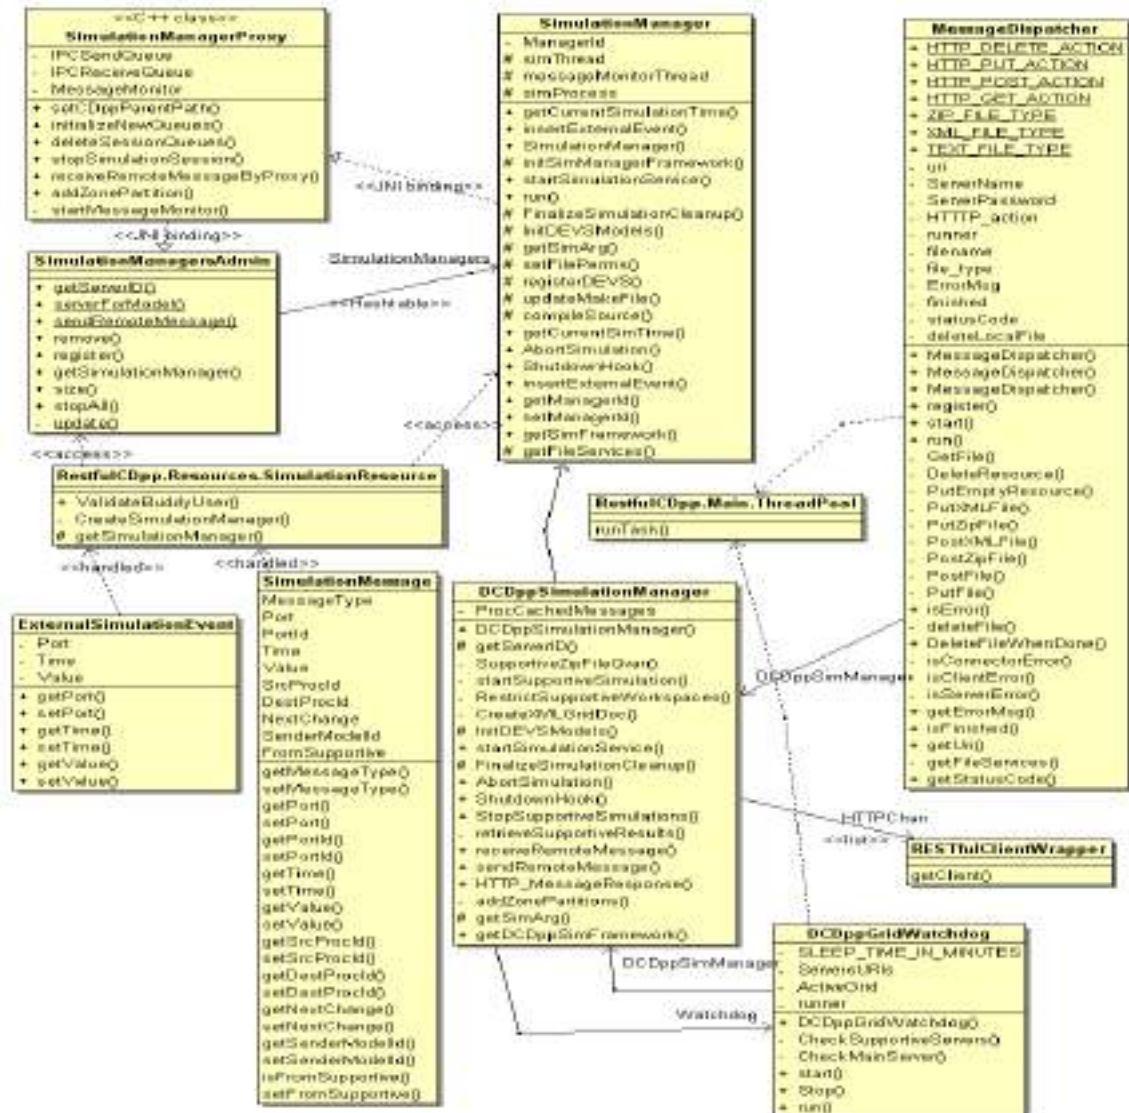 <<C++ class>>
SimulationManagerProxy
- IPCSendQueue
- IPCReceiveQueue
- MessageMonitor
+ setCDppParentPath()
+ initializeNewQueues()
+ deleteSessionQueues()
+ stopSimulationSession()
+ receiveRemoteMessageByProxy()
+ addZonePartition()
- startMessageMonitor()
<<JNI binding>>
SimulationManagersAdmin
+ getServerID()
+ serverForModel()
+ sendRemoteMessage()
+ remove()
+ register()
+ getSimulationManager()
+ size()
+ stopAll()
- update()
<<access>>
SimulationManager
- ManagerId
# simThread
# messageMonitorThread
# simProcess
+ getCurrentSimulationTime()
+ insertExternalEvent()
+ SimulationManager()
# initSimManagerFramework()
+ startSimulationService()
+ run()
# FinalizeSimulationCleanup()
# InitDEVSModels()
# getSimArg()
# setFilePerms()
# registerDEVS()
# updateMakeFile()
# compileSource()
+ getCurrentSimTime()
+ AbortSimulation()
+ ShutdownHook()
+ insertExternalEvent()
+ getManagerId()
+ setManagerId()
+ getSimFramework()
# getFileServices()
<<JNI binding>>
SimulationManagers
<<Hashtable>>
<<access>>
MessageDispatcher
+ HTTP_DELETE_ACTION
+ HTTP_PUT_ACTION
+ HTTP_POST_ACTION
+ HTTP_GET_ACTION
+ ZIP_FILE_TYPE
+ XML_FILE_TYPE
+ TEXT_FILE_TYPE
- uri
- ServerName
- ServerPassword
- HTTTP_action
- runner
- filename
- file_type
- ErrorMsg
- finished
- statusCode
- deleteLocalFile
+ MessageDispatcher()
+ MessageDispatcher()
+ MessageDispatcher()
+ register()
+ start()
+ run()
- GetFile()
- DeleteResource()
- PutEmptyResource()
- PutXMLFile()
- PutZipFile()
- PostXMLFile()
- PostZipFile()
- PostFile()
- PutFile()
+ isError()
- deleteFile()
+ DeleteFileWhenDone()
- isConnectorError()
- isClientError()
- isServerError()
+ getErrorMsg()
+ isFinished()
+ getUri()
- getFileServices()
+ getStatusCode()
RestfulCDpp.Resources.SimulationResource
+ ValidateBuddyUser()
- CreateSimulationManager()
# getSimulationManager()
<<handled>>
<<handled>>
RestfulCDpp.Main.ThreadPool
runTask()
ExternalSimulationEvent
- Port
- Time
- Value
+ getPort()
+ setPort()
+ getTime()
+ setTime()
+ getValue()
+ setValue()
SimulationMessage
MessageType
Port
PortId
Time
Value
SrcProcId
DestProcId
NextChange
SenderModelId
FromSupportive
getMessageType()
setMessageType()
getPort()
setPort()
getPortId()
setPortId()
getTime()
setTime()
getValue()
setValue()
getSrcProcId()
setSrcProcId()
getDestProcId()
setDestProcId()
getNextChange()
setNextChange()
getSenderModelId()
setSenderModelId()
isFromSupportive()
setFromSupportive()
DCDppSimulationManager
- ProcCachedMessages
+ DCDppSimulationManager()
# getServerID()
- SupportiveZipFileGiven()
- startSupportiveSimulation()
- RestrictSupportiveWorkspaces()
- CreateXMLGridDoc()
# InitDEVSModels()
+ startSimulationService()
# FinalizeSimulationCleanup()
+ AbortSimulation()
+ ShutdownHook()
+ StopSupportiveSimulations()
- retrieveSupportiveResults()
+ receiveRemoteMessage()
+ sendRemoteMessage()
+ HTTP_MessageResponse()
- addZonePartitions()
# getSimArg()
+ getDCDppSimFramework()
DCDppSimManager
HTTPChan
<<list>>
RESTfulClientWrapper
getClient()
DCDppSimManager
Watchdog
DCDppGridWatchdog
- SLEEP_TIME_IN_MINUTES
- ServersURIs
- ActiveGrid
- runner
+ DCDppGridWatchdog()
- CheckSupportiveServers()
- CheckMainServer()
+ start()
+ Stop()
+ run()